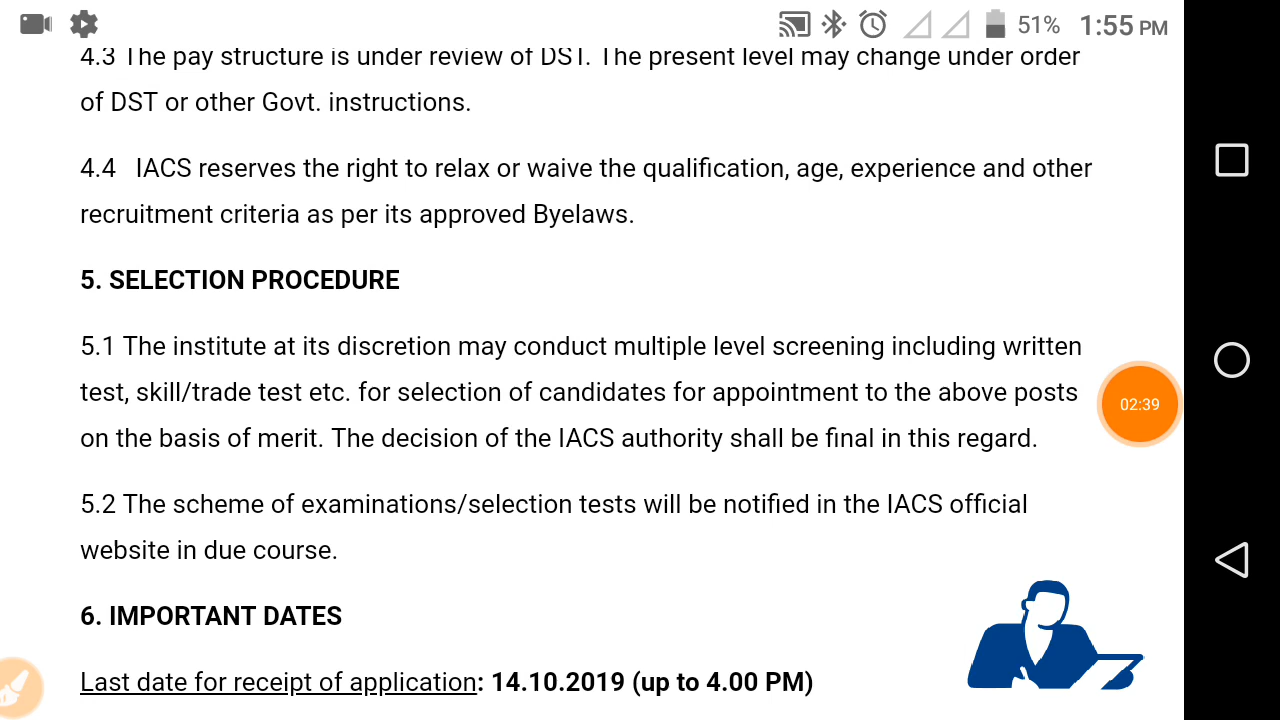 51% 1:55 PM
4.3 The pay structure is under review of DST. The present level may change under order
of DST or other Govt. instructions.
4.4 IACS reserves the right to relax or waive the qualification, age, experience and other
recruitment criteria as per its approved Byelaws.
5. SELECTION PROCEDURE
5.1 The institute at its discretion may conduct multiple level screening including written
test, skill/trade test etc. for selection of candidates for appointment to the above posts
on the basis of merit. The decision of the IACS authority shall be final in this regard.
02:39
5.2 The scheme of examinations/selection tests will be notified in the IACS official
website in due course.
6. IMPORTANT DATES
Last date for receipt of application: 14.10.2019 (up to 4.00 PM)